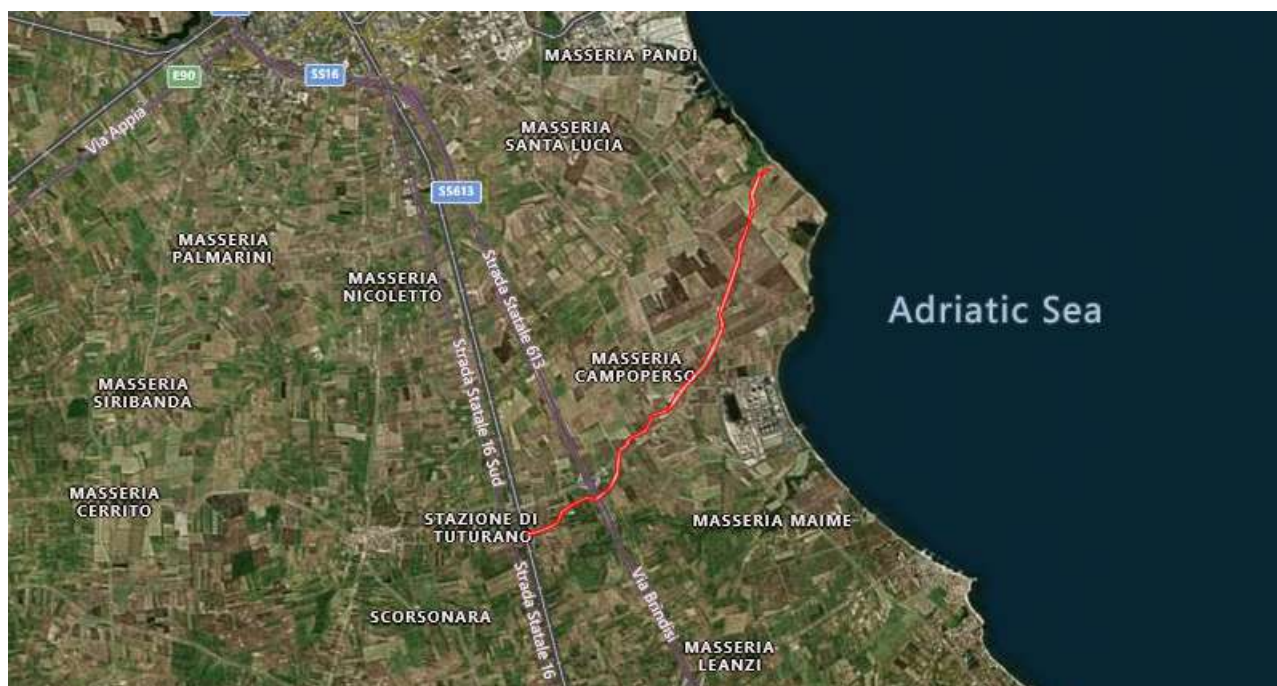 MASSERIA PANDI
E90
SS16
Via Appia
MASSERIA
SANTA LUCIA
SS613
MASSERIA
PALMARINI
MASSERIA
NICOLETTO
Strada Statale 613
Adriatic Sea
MASSERIA
CAMPOPERSO
MASSERIA
SIRIBANDA
Strada Statale 16 Sud
MASSERIA
CERRITO
STAZIONE DI
TUTURANO
MASSERIA MAIME
Strada Statale 16
Via Brindisi
SCORSONARA
MASSERIA
LEANZI